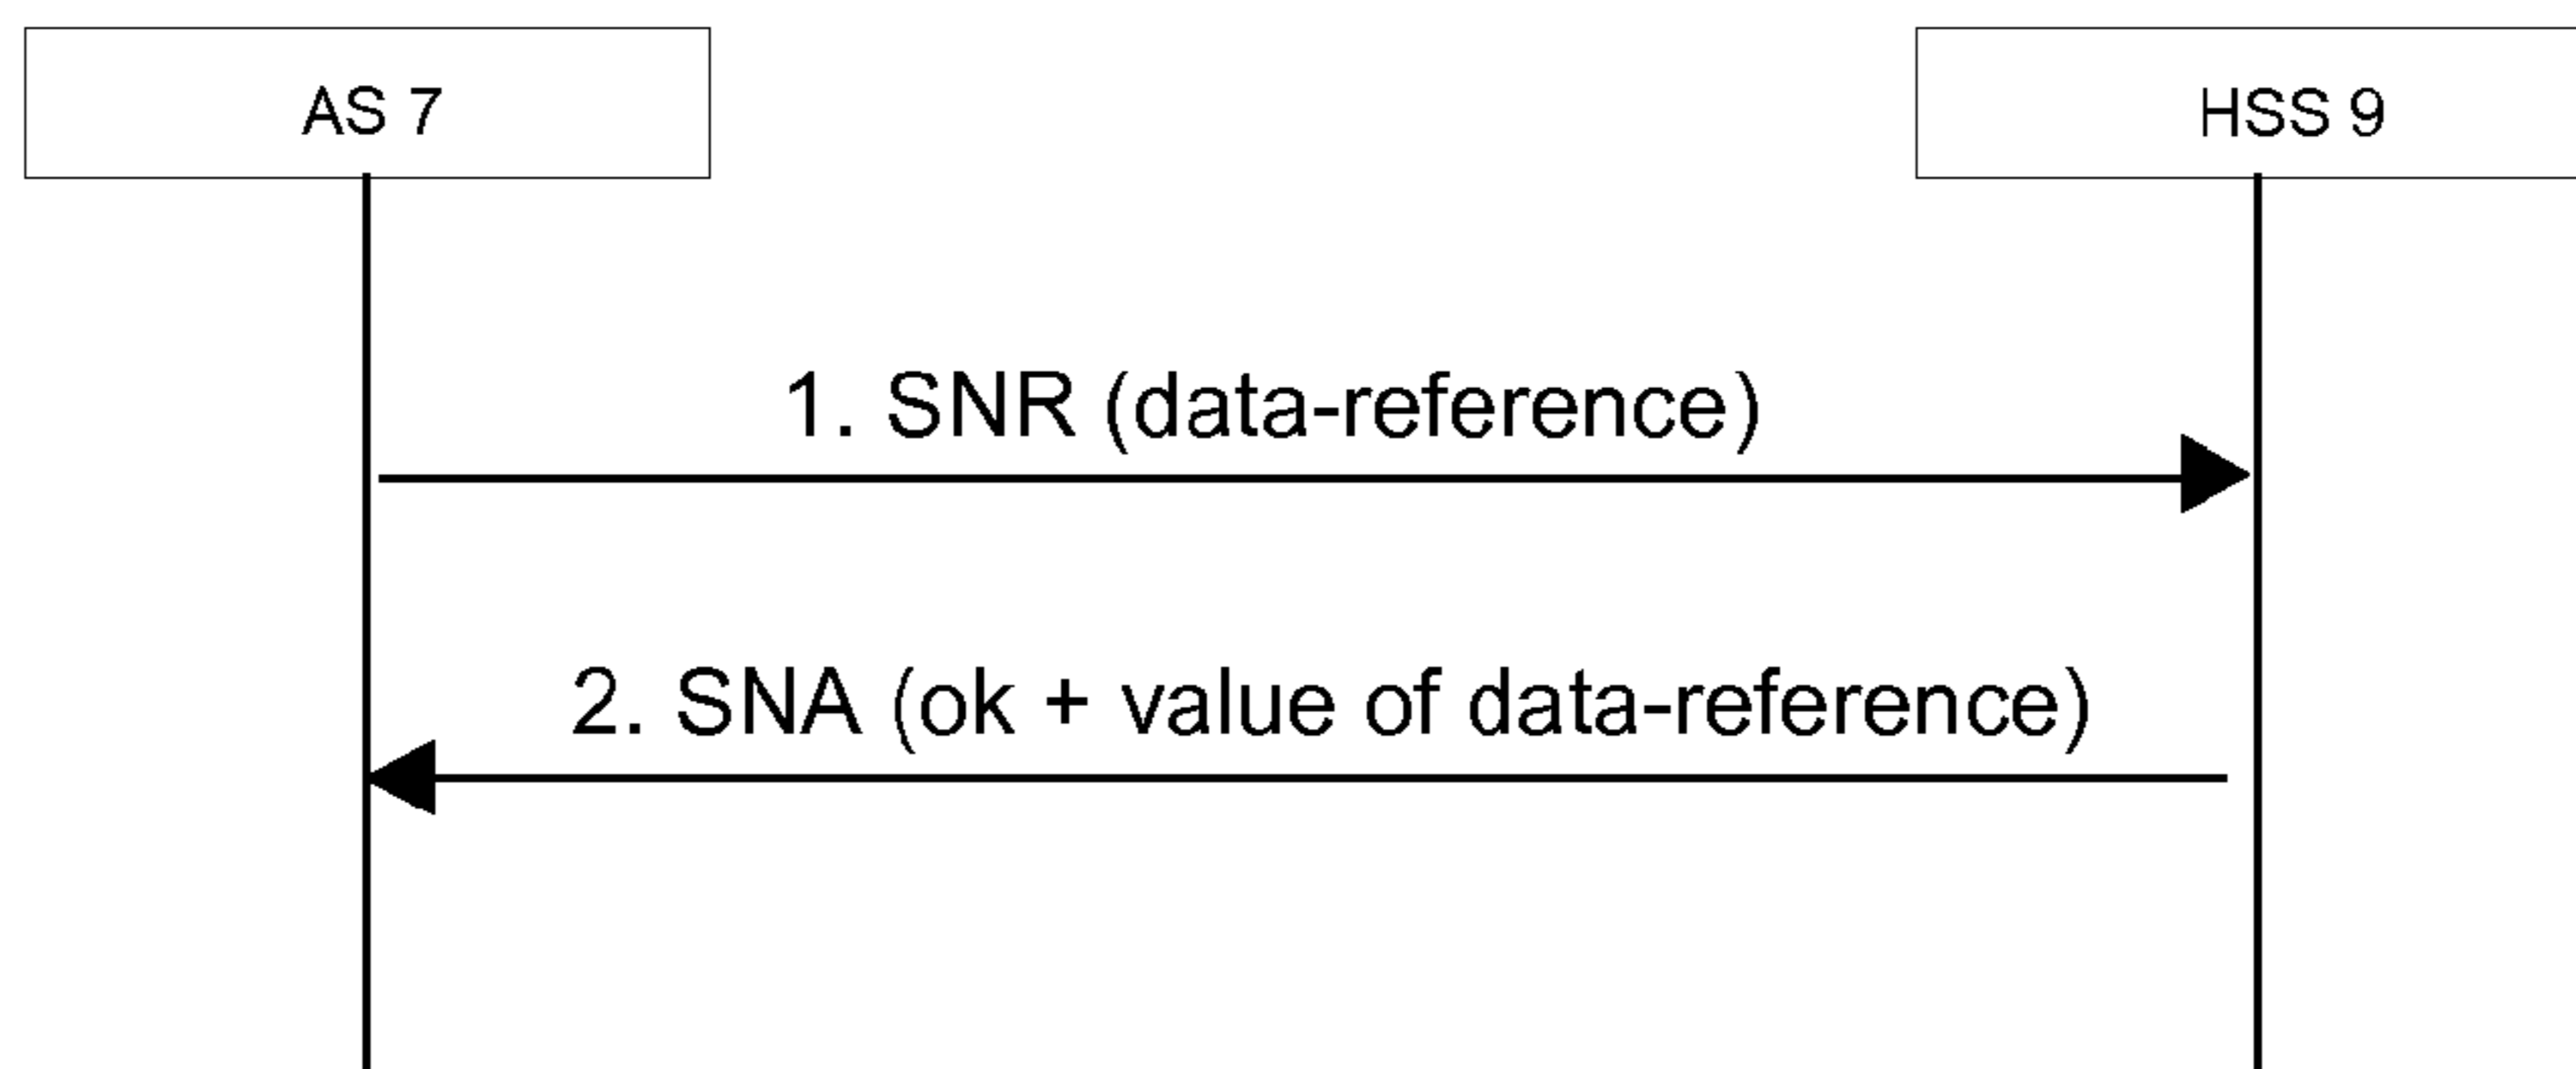 AS 7
HSS 9
1. SNR (data-reference)
2. SNA (ok + value of data-reference)